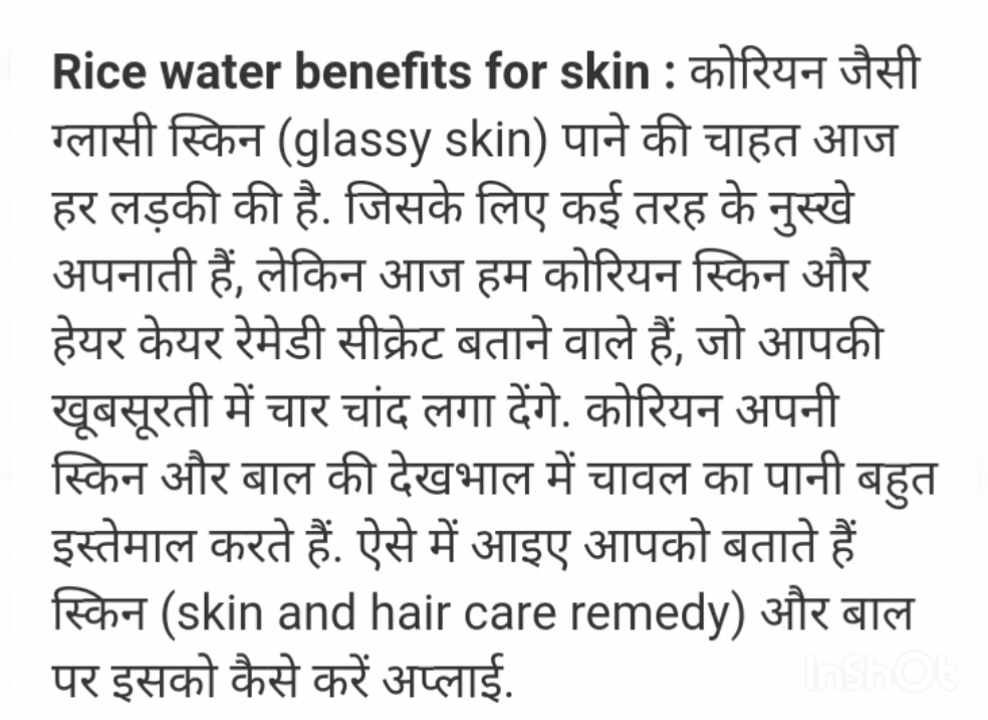 Rice water benefits for skin : कोरियन जैसी
ग्लासी स्किन (glassy skin) पाने की चाहत आज
हर लड़की की है. जिसके लिए कई तरह के नुस्खे
अपनाती हैं, लेकिन आज हम कोरियन स्किन और
हेयर केयर रेमेडी सीक्रेट बताने वाले हैं, जो आपकी
खूबसूरती में चार चांद लगा देंगे. कोरियन अपनी
स्किन और बाल की देखभाल में चावल का पानी बहुत
इस्तेमाल करते हैं. ऐसे में आइए आपको बताते हैं
स्किन (skin and hair care remedy) और बाल
पर इसको कैसे करें अप्लाई.
InShOt